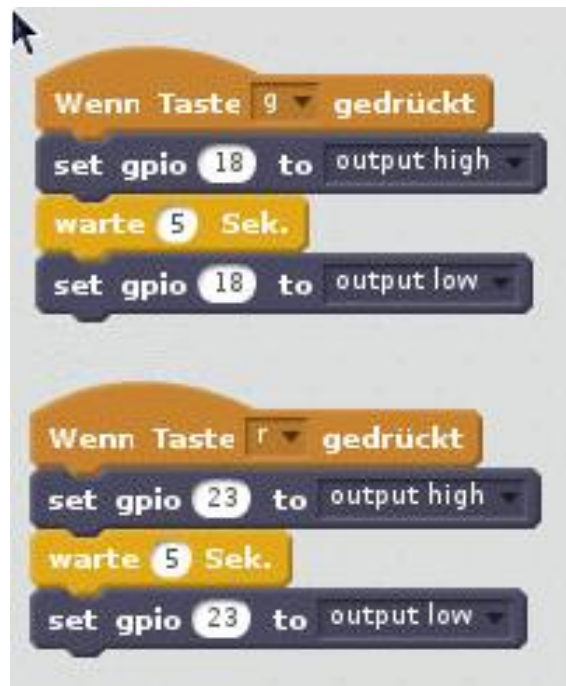 Wenn Taste g gedrückt
set gpio 18 to output high
warte 5 Sek.
set gpio 18 to output low
Wenn Taste r gedrückt
set gpio 23 to output high
warte 5 Sek.
set gpio 23 to output low